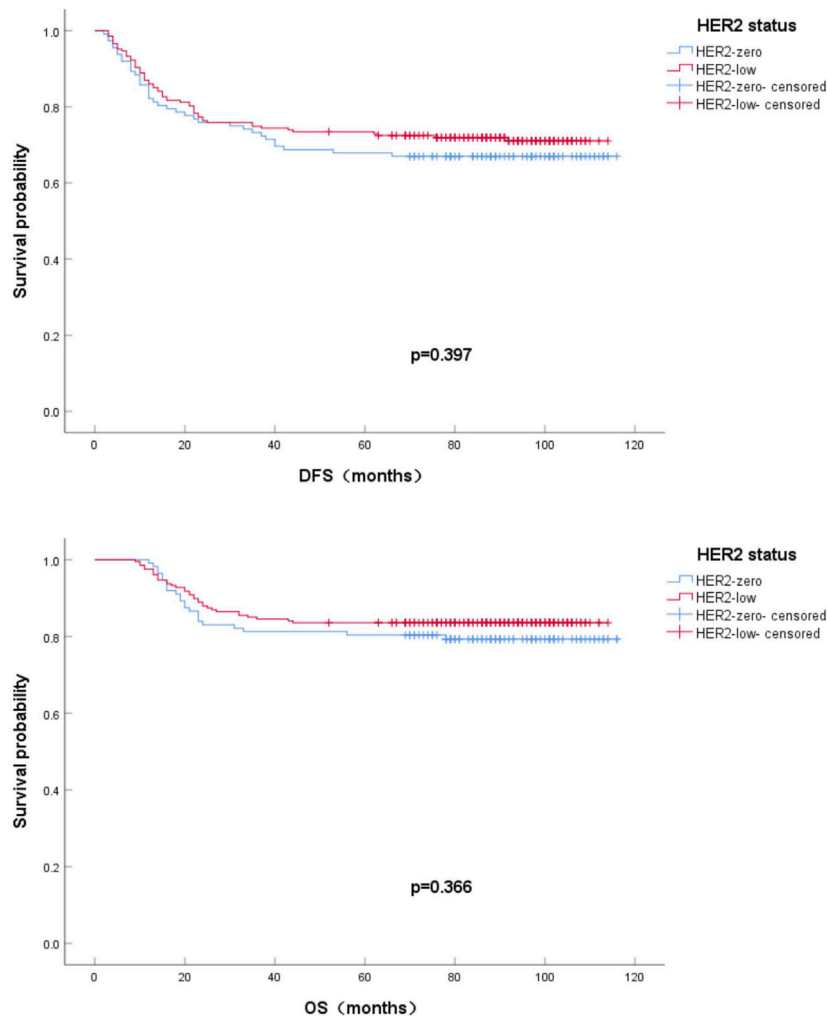 HER2 status
HER2-zero
HER2-low
HER2-zero- censored
HER2-low- censored
Survival probability
1.0
0.8
0.6
0.4
0.2
0.0
p=0.397
0 20 40 60 80 100 120
DFS（months）
HER2 status
HER2-zero
HER2-low
HER2-zero- censored
HER2-low- censored
Survival probability
1.0
0.8
0.6
0.4
0.2
0.0
p=0.366
0 20 40 60 80 100 120
OS（months）